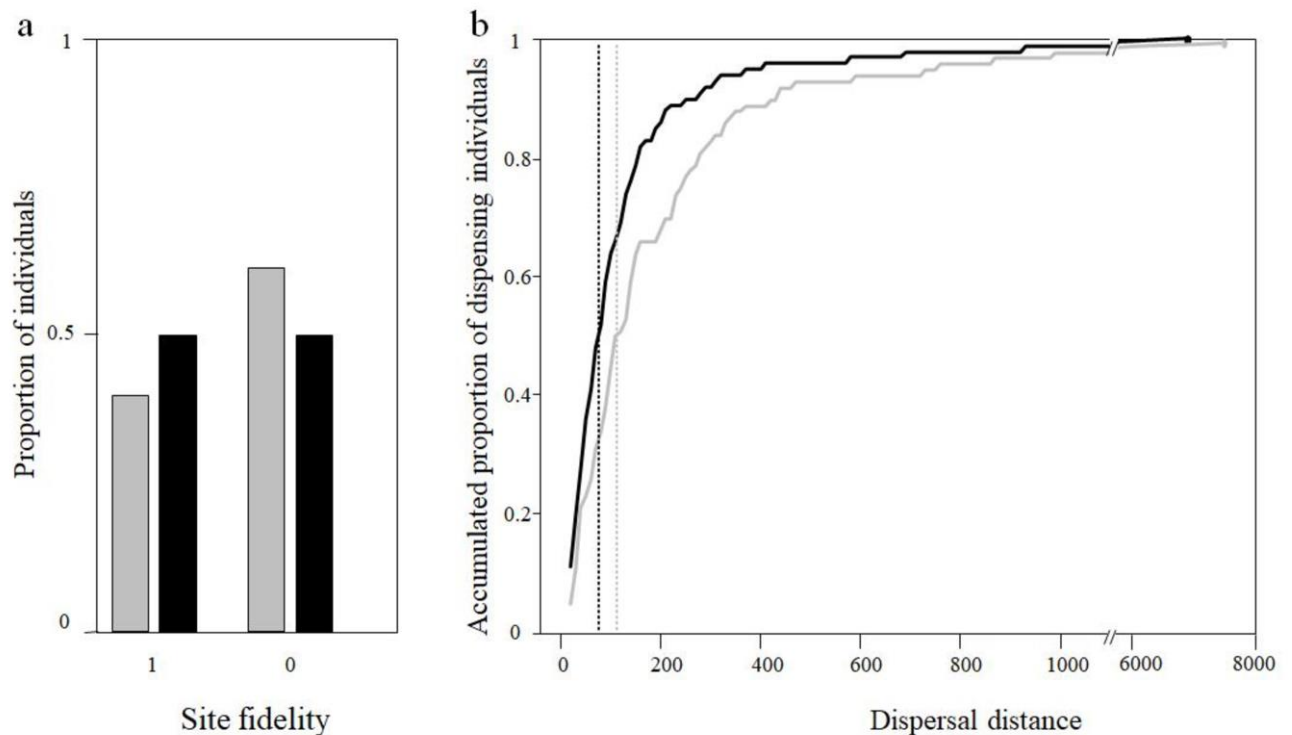 a
1
0.5
0
Proportion of individuals
1 0
Site fidelity
b
1
0.8
0.6
0.4
0.2
0
Accumulated proportion of dispensing individuals
0 200 400 600 800 1000 6000 8000
Dispersal distance